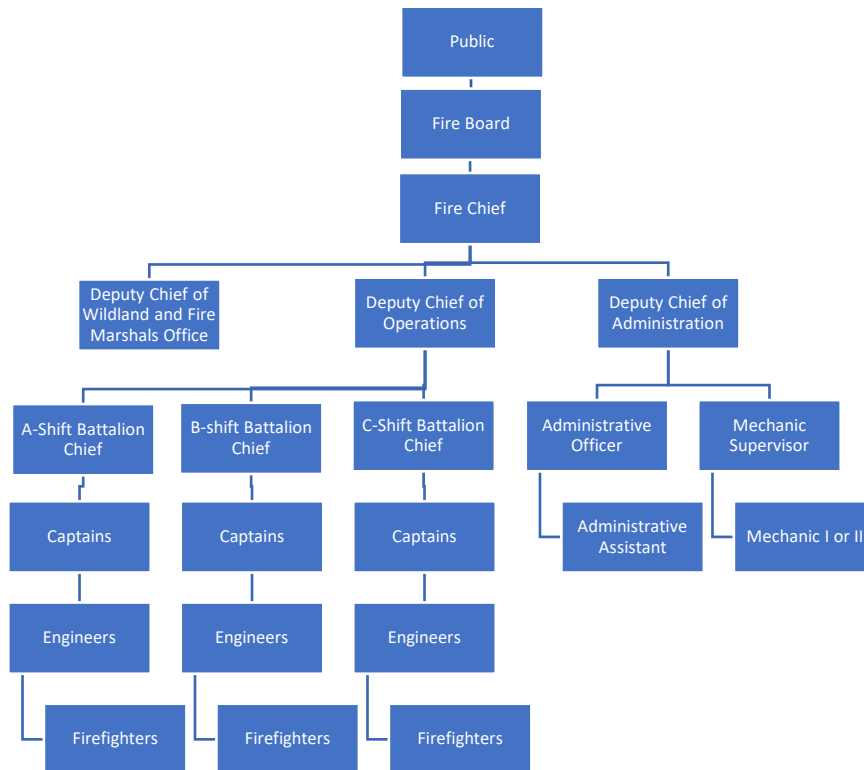 Public
Fire Board
Fire Chief
Deputy Chief of
Wildland and Fire
Marshals Office
Deputy Chief of
Operations
Deputy Chief of
Administration
A-Shift Battalion
Chief
B-shift Battalion
Chief
C-Shift Battalion
Chief
Administrative
Officer
Mechanic
Supervisor
Captains
Captains
Captains
Administrative
Assistant
Mechanic I or II
Engineers
Engineers
Engineers
Firefighters
Firefighters
Firefighters